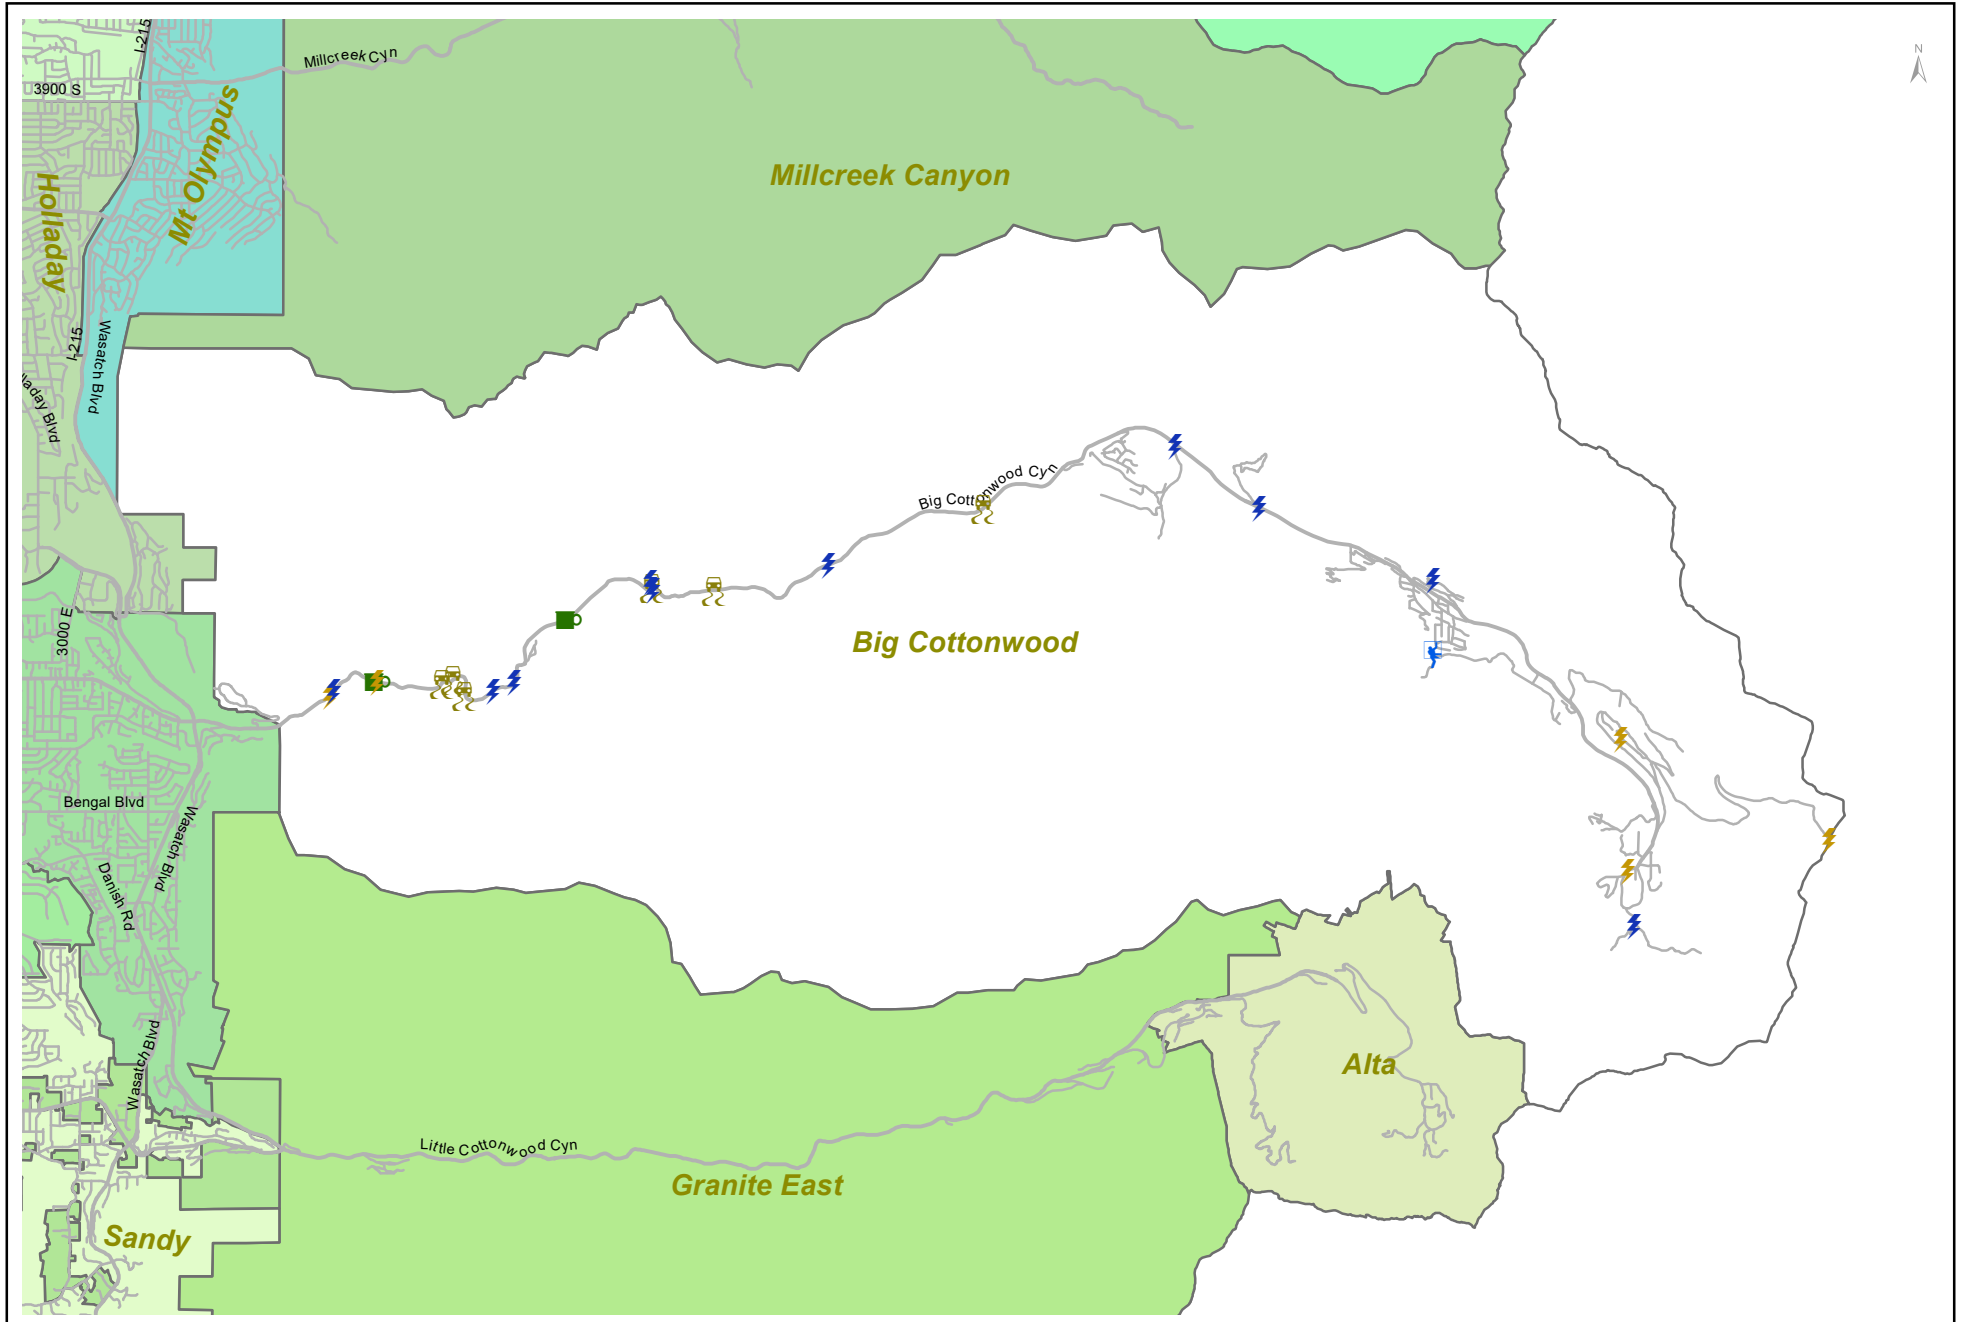 I-215
Millcreek Cyn
N
3900 S
Mt Olympus
Millcreek Canyon
Holladay
I-215
Wasatch Blvd
aday Blvd
Big Cottonwood Cyn
3000 E
Big Cottonwood
Bengal Blvd
Wasatch Blvd
Danish Rd
Wasatch Blvd
Alta
Little Cottonwood Cyn
Granite East
Sandy